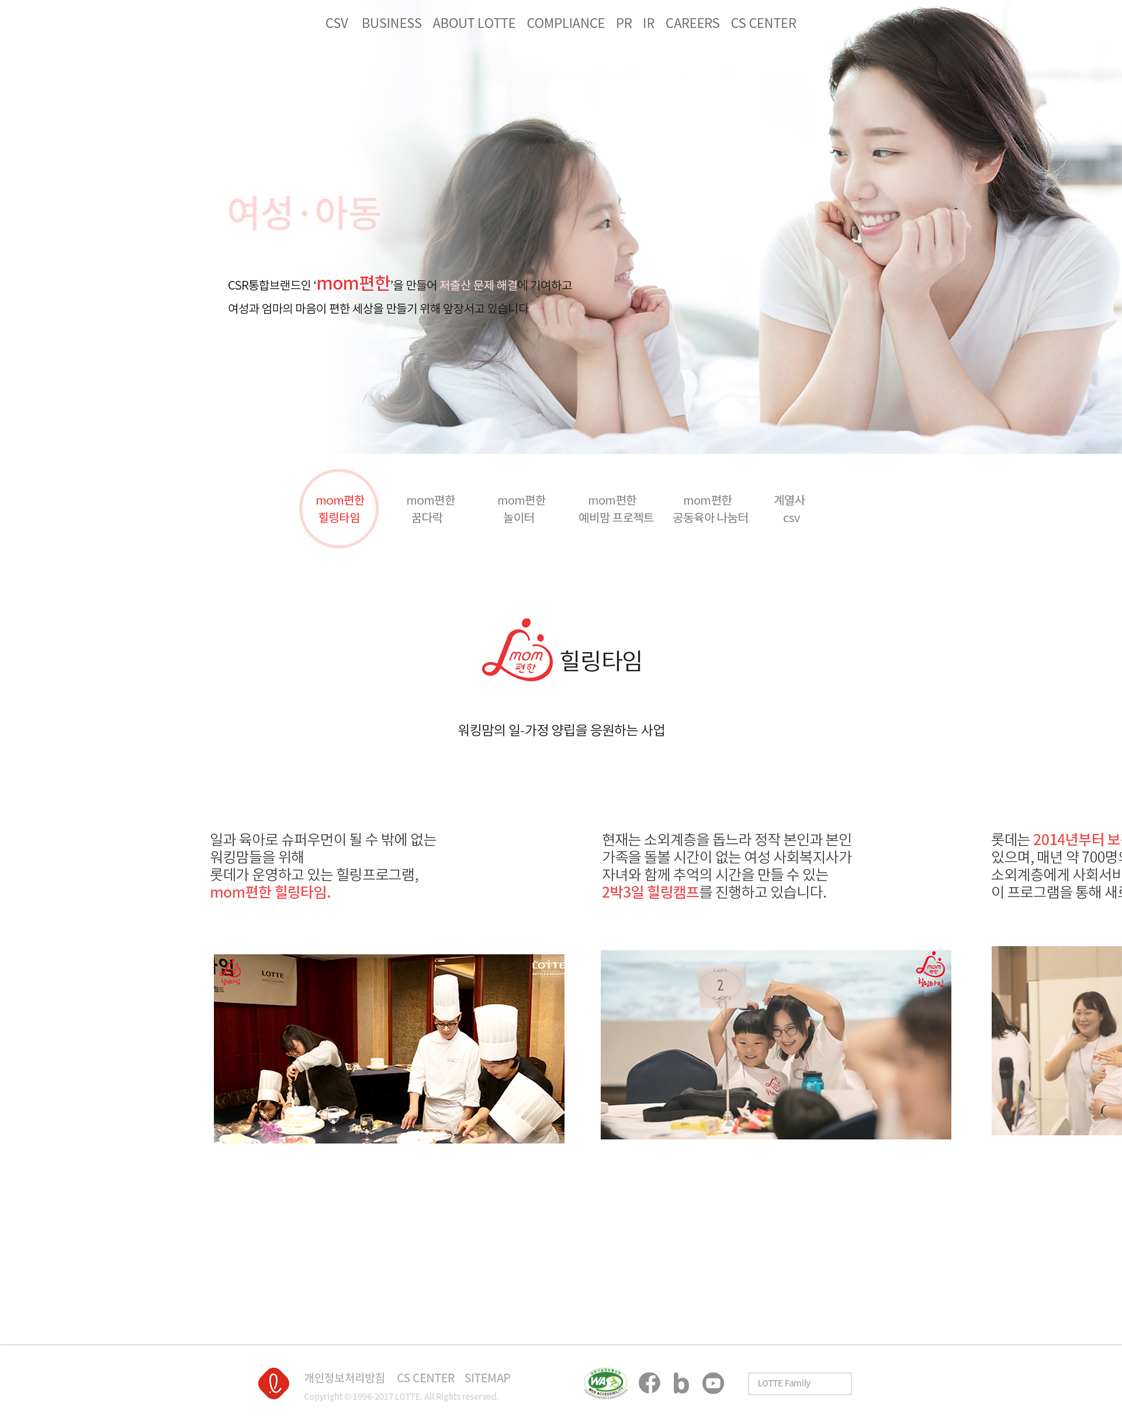 CSV BUSINESS ABOUT LOTTE COMPLIANCE PR IR CAREERS CS CENTER
여성 · 아동
CSR통합브랜드인 ‘mom편한’을 만들어 저출산 문제 해결에 기여하고
여성과 엄마의 마음이 편한 세상을 만들기 위해 앞장서고 있습니다
mom편한
힐링타임
mom편한
꿈다락
mom편한
놀이터
mom편한
예비맘 프로젝트
mom편한
공동육아 나눔터
계열사
csv
mom
편한
힐링타임
워킹맘의 일-가정 양립을 응원하는 사업
일과 육아로 슈퍼우먼이 될 수 밖에 없는
워킹맘들을 위해
롯데가 운영하고 있는 힐링프로그램,
mom편한 힐링타임.
현재는 소외계층을 돕느라 정작 본인과 본인
가족을 돌볼 시간이 없는 여성 사회복지사가
자녀와 함께 추억의 시간을 만들 수 있는
2박3일 힐링캠프를 진행하고 있습니다.
롯데는 2014년부터
있으며, 매년 약 700명
소외계층에게
이 프로그램을 통해
LOTTE
LOTTE
2
mom
편한
힐링타임
개인정보처리방침 CS CENTER SITEMAP
Copyright © 1996-2017 LOTTE. All Rights reserved.
WA
WEB ACCESSIBILITY
LOTTE Family